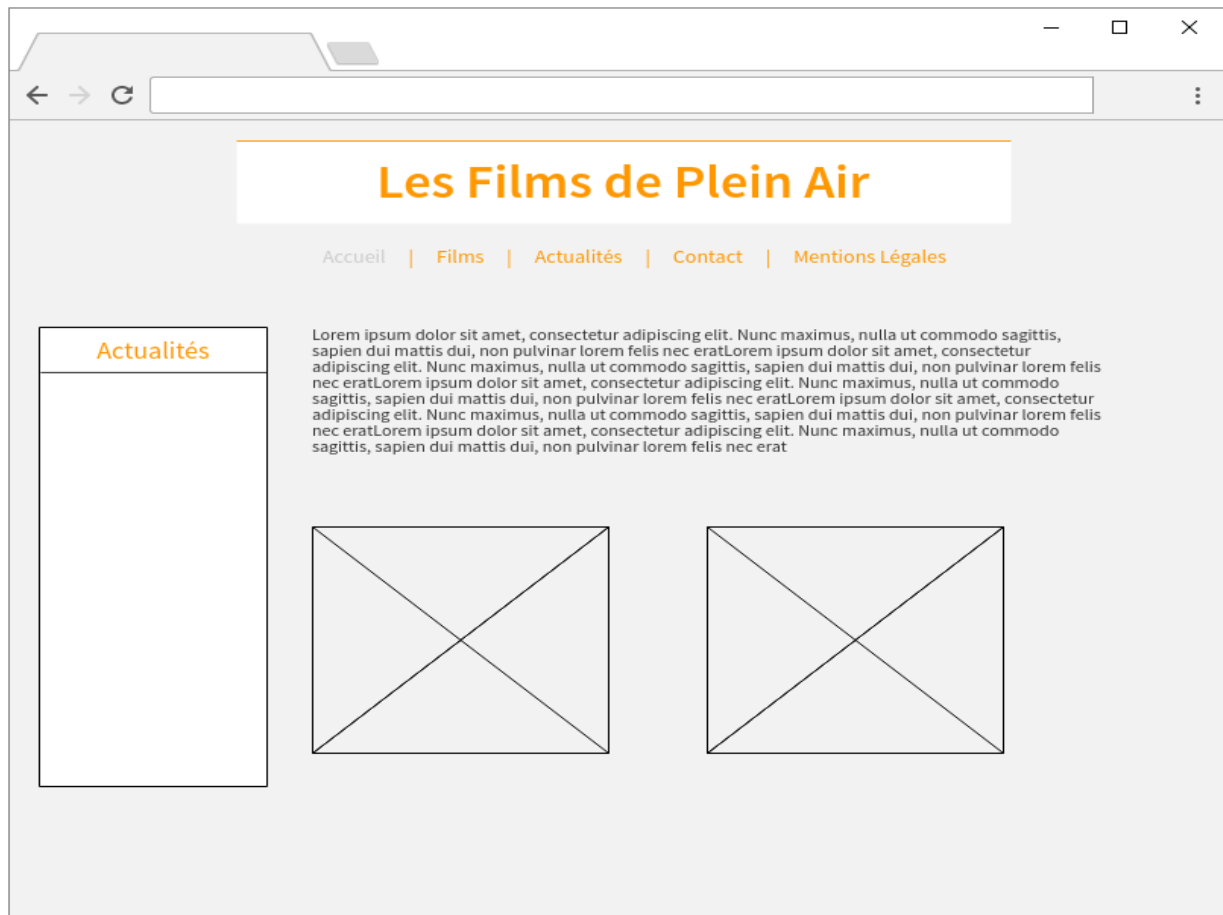 Les Films de Plein Air
Accueil | Films | Actualités | Contact | Mentions Légales
Actualités
Lorem ipsum dolor sit amet, consectetur adipiscing elit. Nunc maximus, nulla ut commodo sagittis,
sapien dui mattis dui, non pulvinar lorem felis nec eratLorem ipsum dolor sit amet, consectetur
adipiscing elit. Nunc maximus, nulla ut commodo sagittis, sapien dui mattis dui, non pulvinar lorem felis
nec eratLorem ipsum dolor sit amet, consectetur adipiscing elit. Nunc maximus, nulla ut commodo
sagittis, sapien dui mattis dui, non pulvinar lorem felis nec eratLorem ipsum dolor sit amet, consectetur
adipiscing elit. Nunc maximus, nulla ut commodo sagittis, sapien dui mattis dui, non pulvinar lorem felis
nec eratLorem ipsum dolor sit amet, consectetur adipiscing elit. Nunc maximus, nulla ut commodo
sagittis, sapien dui mattis dui, non pulvinar lorem felis nec erat